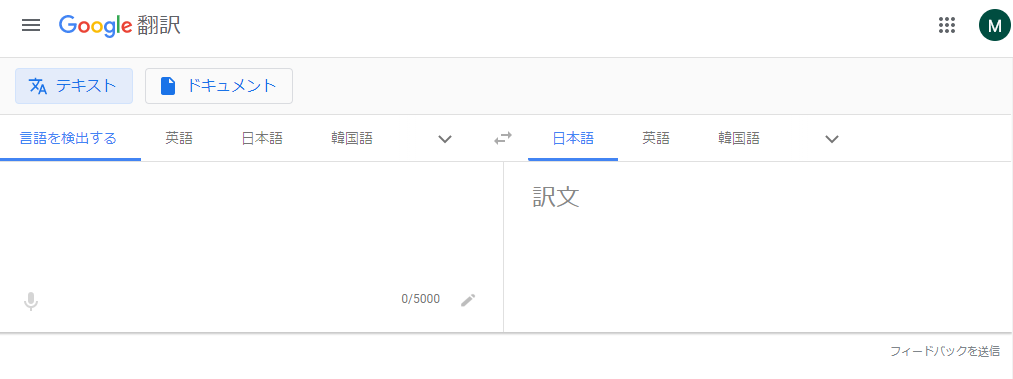 Google 翻訳 M
テキスト ドキュメント
言語を検出する 英語 日本語 韓国語 日本語 英語 韓国語
訳文
0/5000
フィードバックを送信